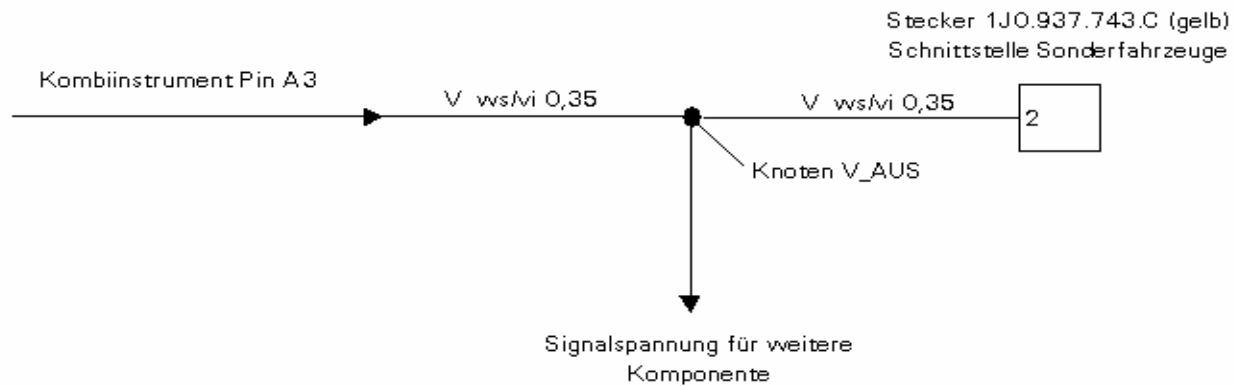 Stecker 1J0.937.743.C (gelb)
Schnittstelle Sonderfahrzeuge
Kombiinstrument Pin A3
V ws/vi 0,35
V ws/vi 0,35
2
Knoten V_AUS
Signalspannung für weitere
Komponente